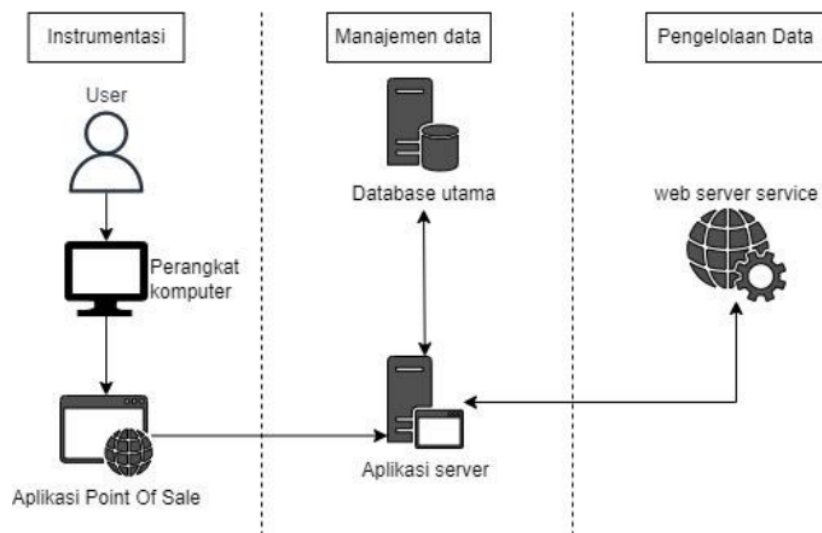 Instrumentasi
Manajemen data
Pengelolaan Data
User
Database utama
web server service
Perangkat
komputer
Aplikasi server
Aplikasi Point Of Sale